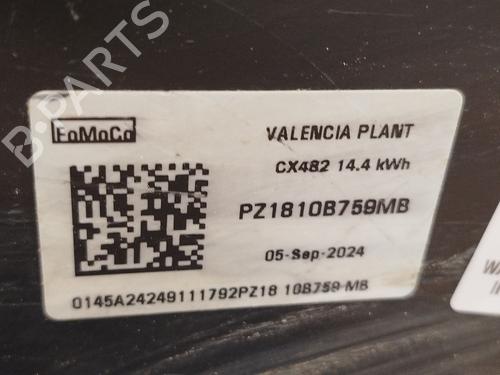 FoMoCo
VALENCIA PLANT
CX482 14.4 kWh
PZ1810B759MB
05-Sep-2024
0145A24249111792PZ18 10B759 MB
B-PARTS